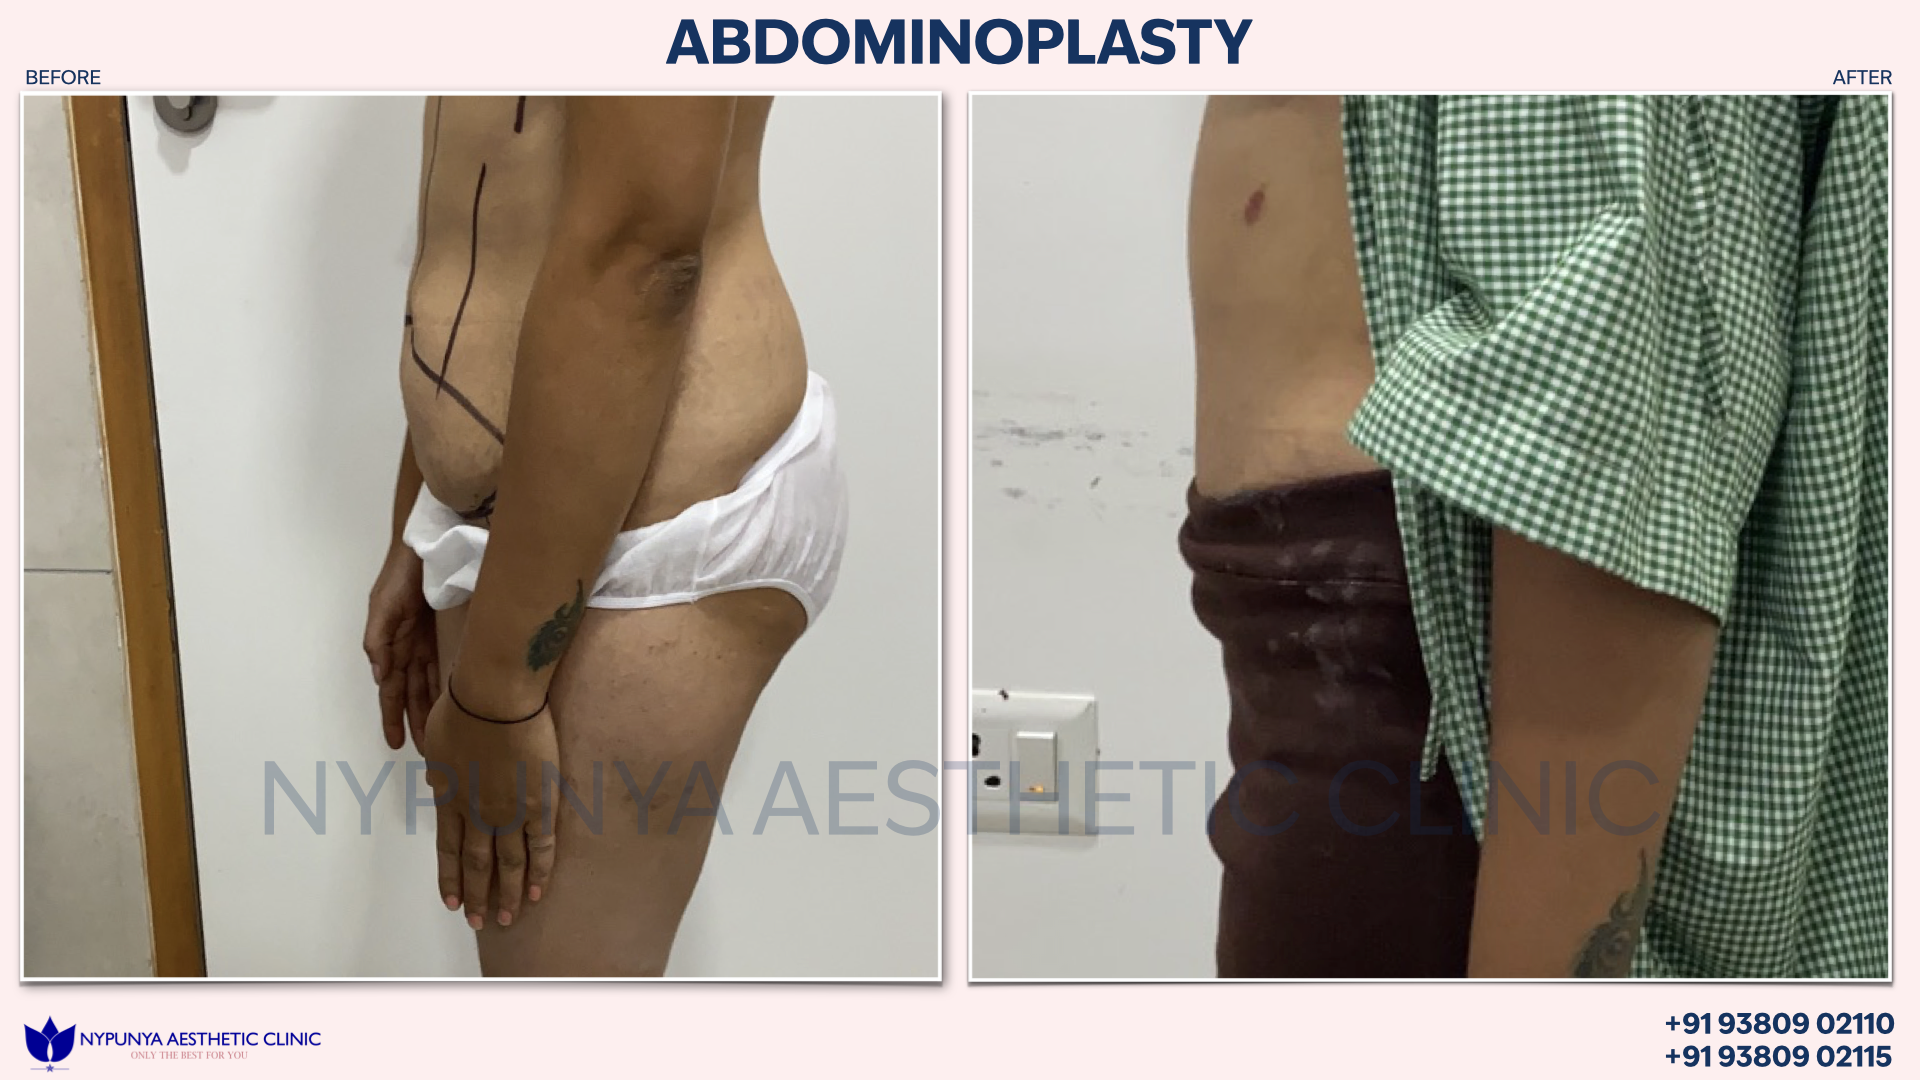 ABDOMINOPLASTY
BEFORE
AFTER
NYPUNYA AESTHETIC CLINIC
NYPUNYA AESTHETIC CLINIC
ONLY THE BEST FOR YOU
+91 93809 02110
+91 93809 02115